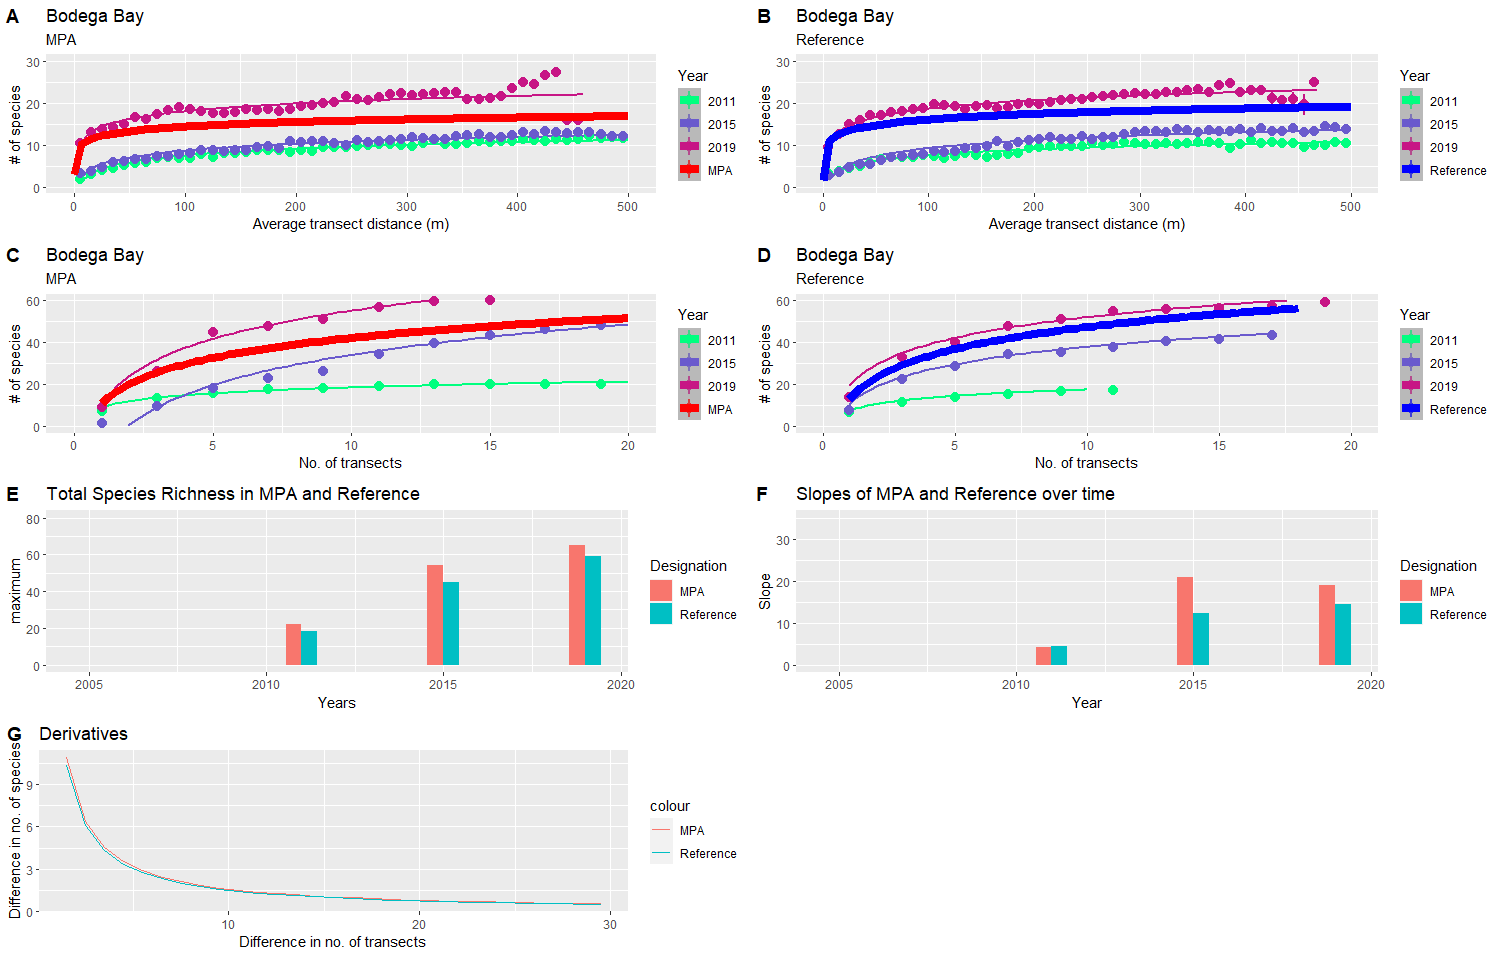 A Bodega Bay
MPA
# of species
30
20
10
0
0 100 200 300 400 500
Average transect distance (m)
Year
2011
2015
2019
MPA
B Bodega Bay
Reference
# of species
30
20
10
0
0 100 200 300 400 500
Average transect distance (m)
Year
2011
2015
2019
Reference
C Bodega Bay
MPA
# of species
60
40
20
0
0 5 10 15 20
No. of transects
Year
2011
2015
2019
MPA
D Bodega Bay
Reference
# of species
60
40
20
0
0 5 10 15 20
No. of transects
Year
2011
2015
2019
Reference
E Total Species Richness in MPA and Reference
maximum
80
60
40
20
0
2005 2010 2015 2020
Years
Designation
MPA
Reference
F Slopes of MPA and Reference over time
Slope
30
20
10
0
2005 2010 2015 2020
Year
Designation
MPA
Reference
G Derivatives
Difference in no. of species
9
6
3
0
10 20 30
Difference in no. of transects
colour
MPA
Reference